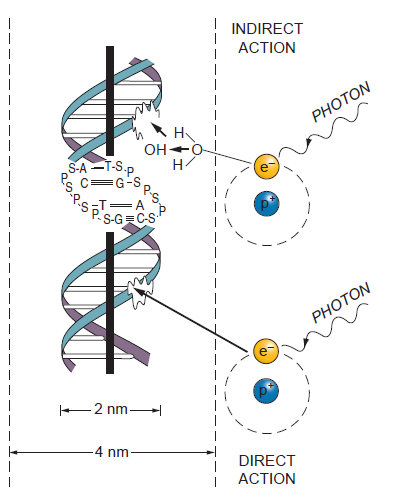 INDIRECT
ACTION
PHOTON
H
OH O
H
e⁻
p⁺
S-A T-S
P P
S C G-S
P P
S-T A S
P S-G C-S P
PHOTON
e⁻
p⁺
2 nm
4 nm
DIRECT
ACTION